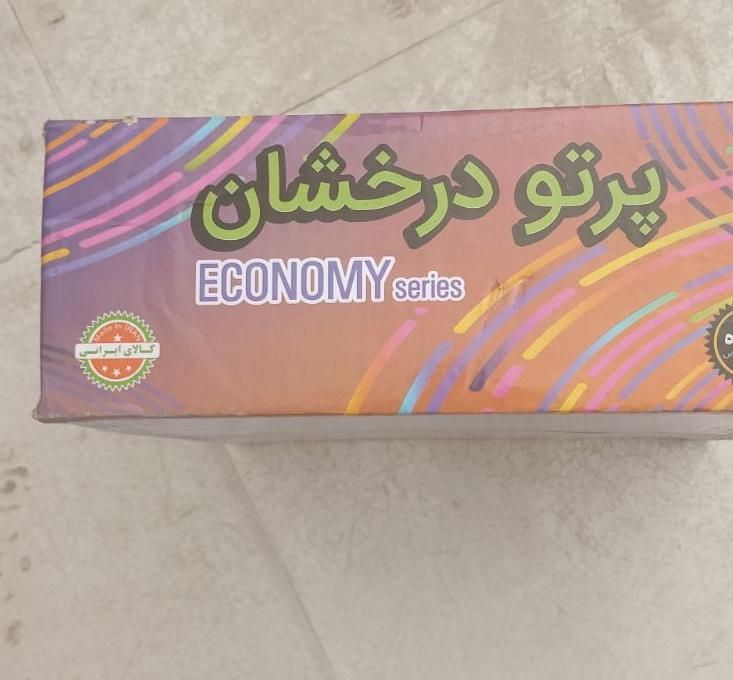 پرتو درخشان
ECONOMY series
Made In IRAN
کالای ایرانی